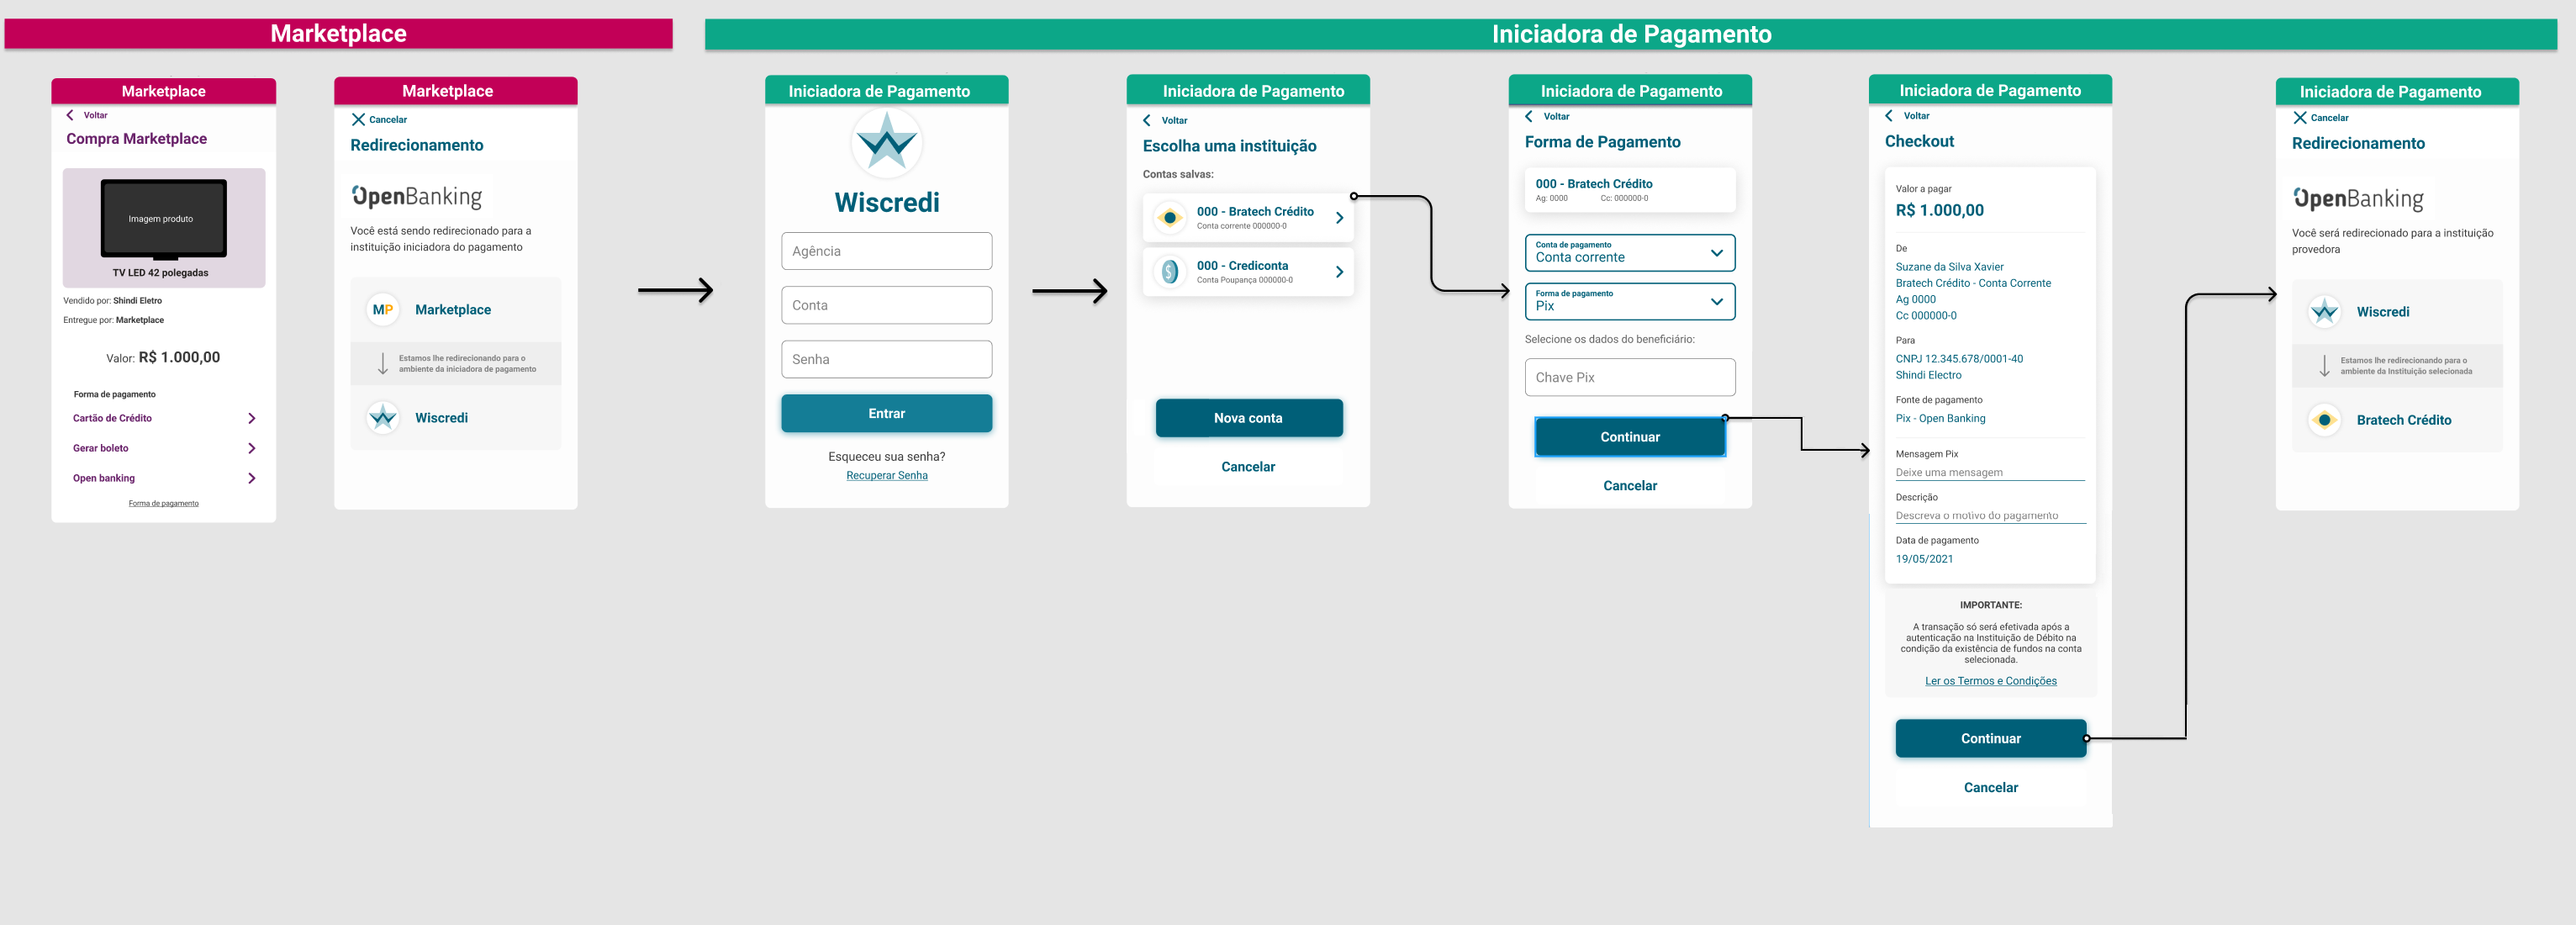 Marketplace
Iniciadora de Pagamento
Marketplace
Voltar
Compra Marketplace
Imagem produto
TV LED 42 polegadas
Vendido por: Shindi Eletro
Entregue por: Marketplace
Valor: R$ 1.000,00
Forma de pagamento
Cartão de Crédito
Gerar boleto
Open banking
Forma de pagamento
Marketplace
Cancelar
Redirecionamento
OpenBanking
Você está sendo redirecionado para a
instituição iniciadora do pagamento
MP Marketplace
Estamos lhe redirecionando para o
ambiente da iniciadora de pagamento
Wiscredi
Iniciadora de Pagamento
Wiscredi
Agência
Conta
Senha
Entrar
Esqueceu sua senha?
Recuperar Senha
Iniciadora de Pagamento
Voltar
Escolha uma instituição
Contas salvas:
000 - Bratech Crédito
Conta corrente 000000-0
000 - Crediconta
Conta Poupança 000000-0
Nova conta
Cancelar
Iniciadora de Pagamento
Voltar
Forma de Pagamento
000 - Bratech Crédito
Ag: 0000 Cc: 000000-0
Conta de pagamento
Conta corrente
Forma de pagamento
Pix
Selecione os dados do beneficiário:
Chave Pix
Continuar
Cancelar
Iniciadora de Pagamento
Voltar
Checkout
Valor a pagar
R$ 1.000,00
De
Suzane da Silva Xavier
Bratech Crédito - Conta Corrente
Ag 0000
Cc 000000-0
Para
CNPJ 12.345.678/0001-40
Shindi Electro
Fonte de pagamento
Pix - Open Banking
Mensagem Pix
Deixe uma mensagem
Descrição
Descreva o motivo do pagamento
Data de pagamento
19/05/2021
IMPORTANTE:
A transação só será efetivada após a
autenticação na Instituição de Débito na
condição da existência de fundos na conta
selecionada.
Ler os Termos e Condições
Continuar
Cancelar
Iniciadora de Pagamento
Cancelar
Redirecionamento
OpenBanking
Você será redirecionado para a instituição
provedora
Wiscredi
Estamos lhe redirecionando para o
ambiente da Instituição selecionada
Bratech Crédito